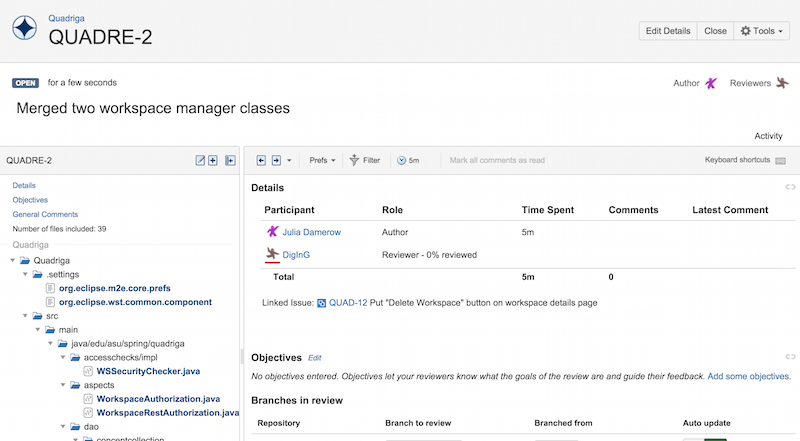 Quadriga
QUADRE-2
Edit Details Close Tools
OPEN for a few seconds
Author Reviewers
Merged two workspace manager classes
Activity
QUADRE-2
Prefs Filter 5m Mark all comments as read Keyboard shortcuts
Details
Objectives
General Comments
Number of files included: 39
Quadriga
Quadriga
.settings
org.eclipse.m2e.core.prefs
org.eclipse.wst.common.component
src
main
java/edu/asu/spring/quadriga
accesschecks/impl
WSSecurityChecker.java
aspects
WorkspaceAuthorization.java
WorkspaceRestAuthorization.java
dao
conceptcollection
Details
Participant Role Time Spent Comments Latest Comment
Julia Damerow Author 5m
DigInG Reviewer - 0% reviewed
Total 5m 0
Linked Issue: QUAD-12 Put "Delete Workspace" button on workspace details page
Objectives Edit
No objectives entered. Objectives let your reviewers know what the goals of the review are and guide their feedback. Add some objectives.
Branches in review
Repository Branch to review Branched from Auto update